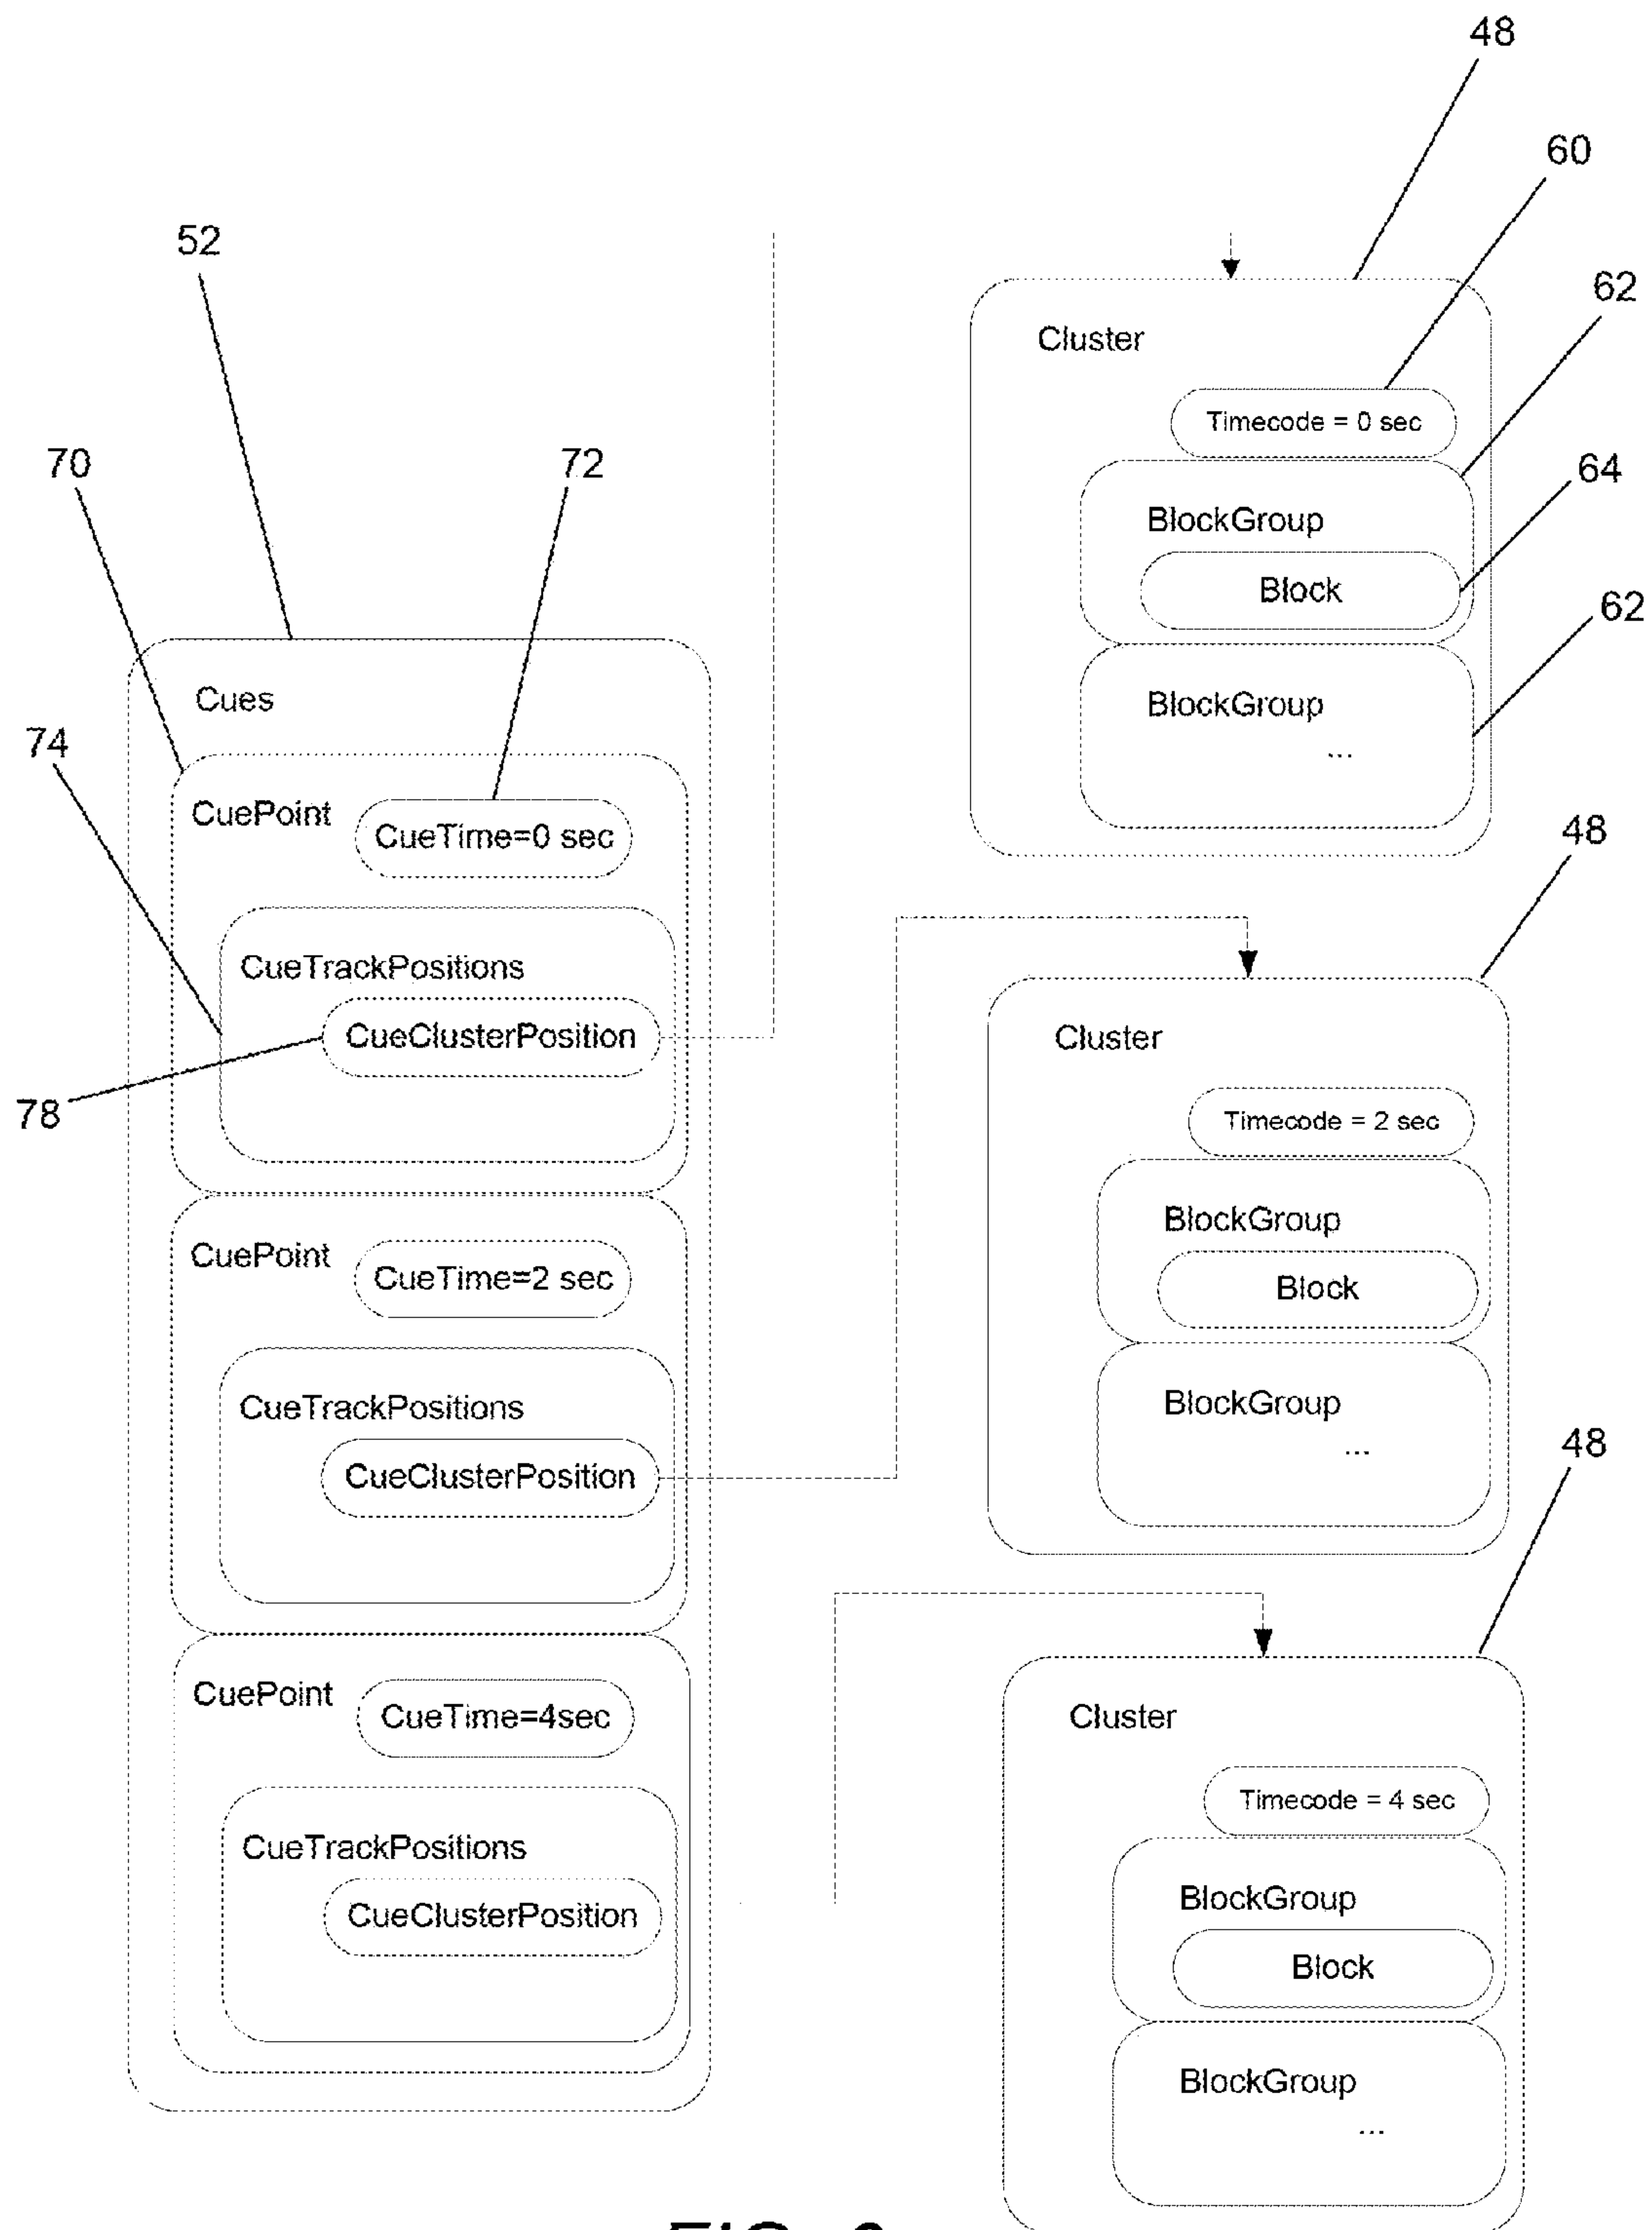 48
60
52
62
Cluster
Timecode = 0 sec
70
72
64
BlockGroup
Block
62
Cues
BlockGroup
...
74
CuePoint
CueTime=0 sec
48
CueTrackPositions
CueClusterPosition
78
Cluster
Timecode = 2 sec
BlockGroup
Block
CuePoint
CueTime=2 sec
CueTrackPositions
BlockGroup
...
48
CueClusterPosition
CuePoint
CueTime=4sec
Cluster
Timecode = 4 sec
CueTrackPositions
BlockGroup
CueClusterPosition
Block
BlockGroup
...